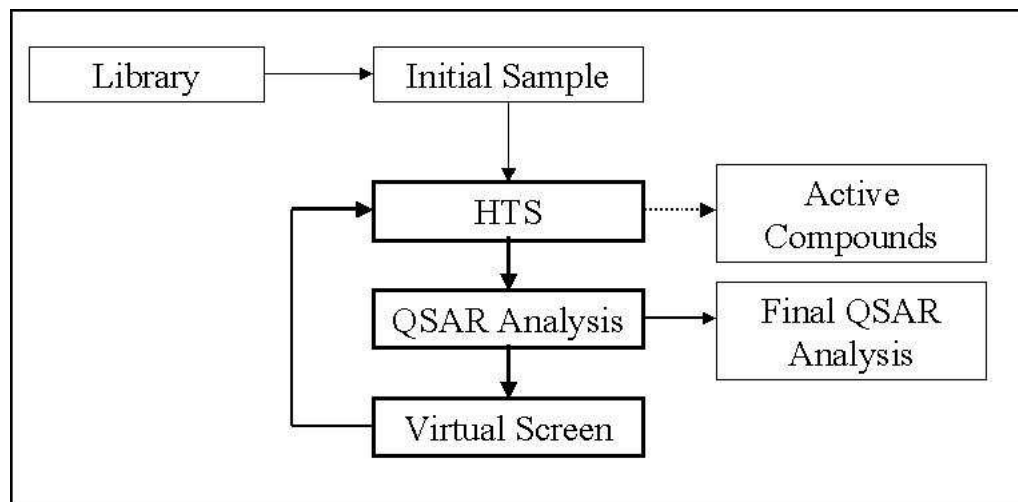 Library
Initial Sample
HTS
Active
Compounds
QSAR Analysis
Final QSAR
Analysis
Virtual Screen